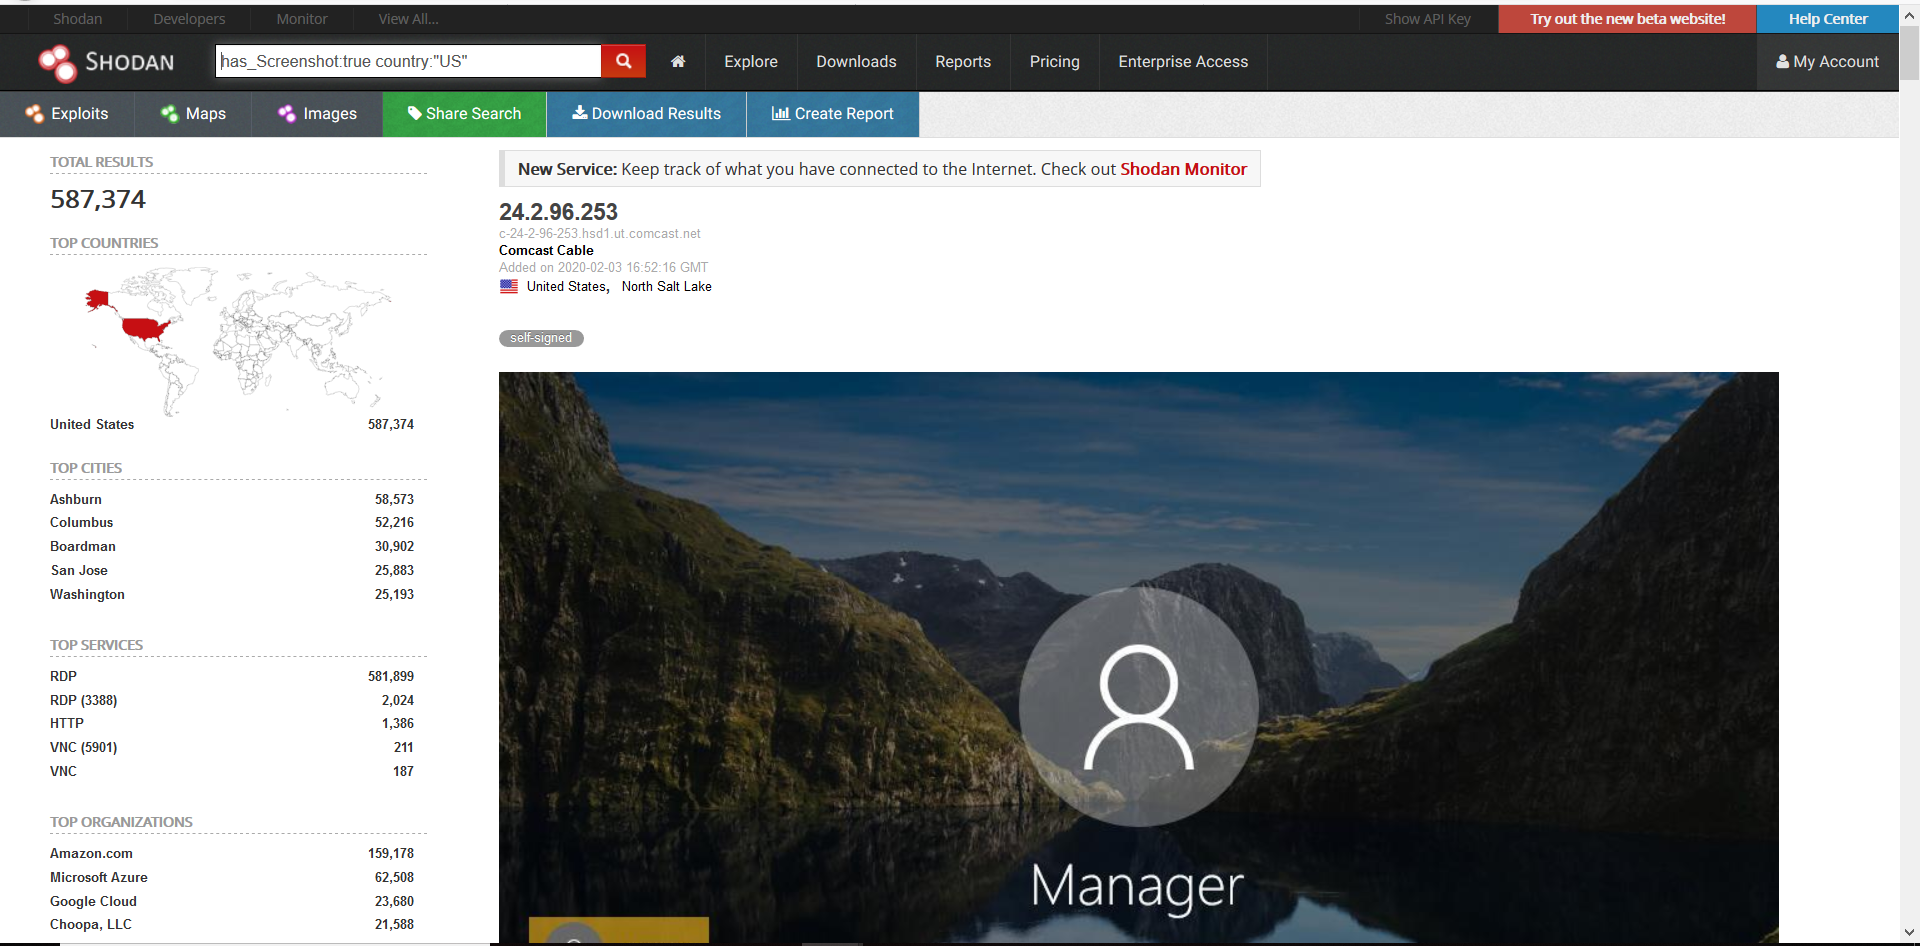 Shodan Developers Monitor View All... Show API Key Try out the new beta website! Help Center
SHODAN has_Screenshot:true country:"US" Explore Downloads Reports Pricing Enterprise Access My Account
Exploits Maps Images Share Search Download Results Create Report
TOTAL RESULTS
587,374
TOP COUNTRIES
United States 587,374
TOP CITIES
Ashburn 58,573
Columbus 52,216
Boardman 30,902
San Jose 25,883
Washington 25,193
TOP SERVICES
RDP 581,899
RDP (3388) 2,024
HTTP 1,386
VNC (5901) 211
VNC 187
TOP ORGANIZATIONS
Amazon.com 159,178
Microsoft Azure 62,508
Google Cloud 23,680
Choopa, LLC 21,588
New Service: Keep track of what you have connected to the Internet. Check out Shodan Monitor
24.2.96.253
c-24-2-96-253.hsd1.ut.comcast.net
Comcast Cable
Added on 2020-02-03 16:52:16 GMT
United States, North Salt Lake
self-signed
Manager